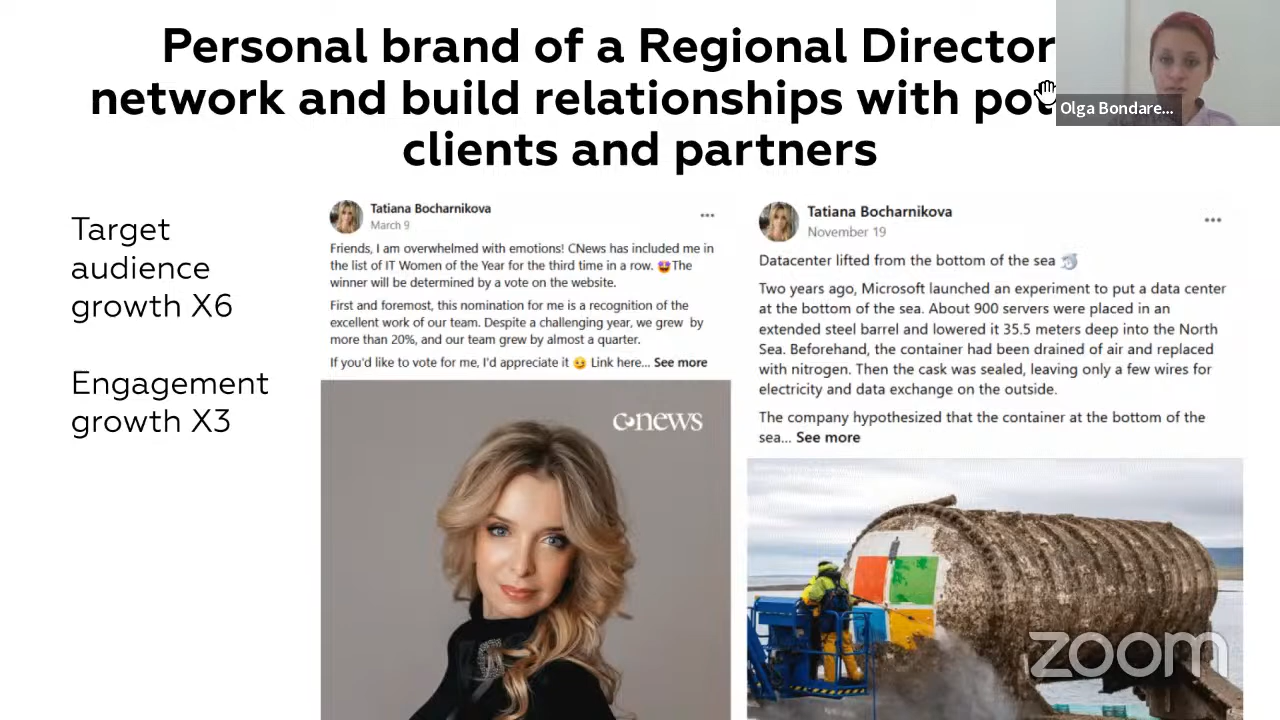 Personal brand of a Regional Director
network and build relationships with
clients and partners
Olga Bondare...
Target
audience
growth X6
Engagement
growth X3
Tatiana Bocharnikova
March 9
Friends, I am overwhelmed with emotions! CNews has included me in
the list of IT Women of the Year for the third time in a row. 🤩The
winner will be determined by a vote on the website.
First and foremost, this nomination for me is a recognition of the
excellent work of our team. Despite a challenging year, we grew by
more than 20%, and our team grew by almost a quarter.
If you'd like to vote for me, I'd appreciate it 😉 Link here... See more
cnews
Tatiana Bocharnikova
November 19
Datacenter lifted from the bottom of the sea 🐳
Two years ago, Microsoft launched an experiment to put a data center
at the bottom of the sea. About 900 servers were placed in an
extended steel barrel and lowered it 35.5 meters deep into the North
Sea. Beforehand, the container had been drained of air and replaced
with nitrogen. Then the cask was sealed, leaving only a few wires for
electricity and data exchange on the outside.
The company hypothesized that the container at the bottom of the
sea... See more
zoom